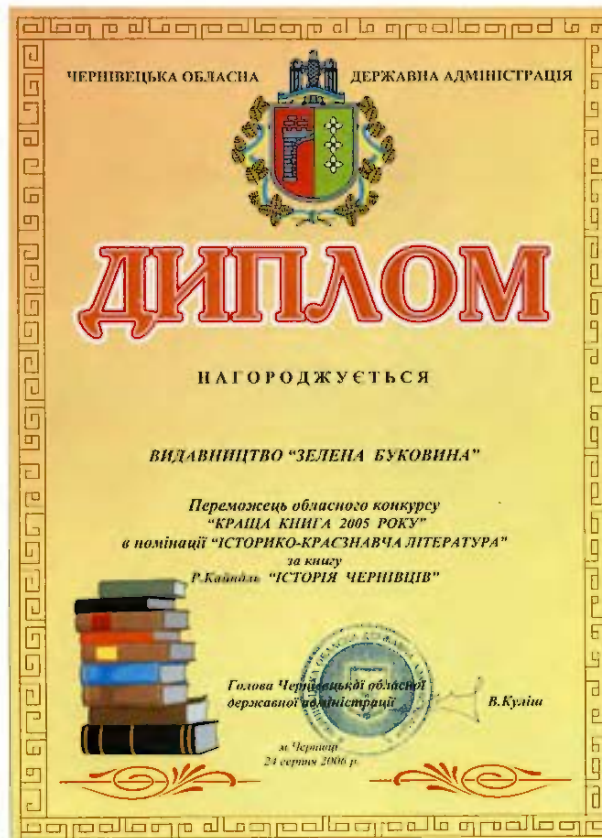 ЧЕРНІВЕЦЬКА ОБЛАСНА ДЕРЖАВНА АДМІНІСТРАЦІЯ
ДИПЛОМ
НАГОРОДЖУЄТЬСЯ
ВИДАВНИЦТВО “ЗЕЛЕНА БУКОВИНА”
Переможець обласного конкурсу
“КРАЩА КНИГА 2005 РОКУ”
в номінації “ІСТОРИКО-КРАЄЗНАВЧА ЛІТЕРАТУРА”
за книгу
Р.Кайндль “ІСТОРІЯ ЧЕРНІВЦІВ”
Голова Чернівецької обласної
державної адміністрації В.Куліш
м.Чернівці
24 серпня 2006 р.